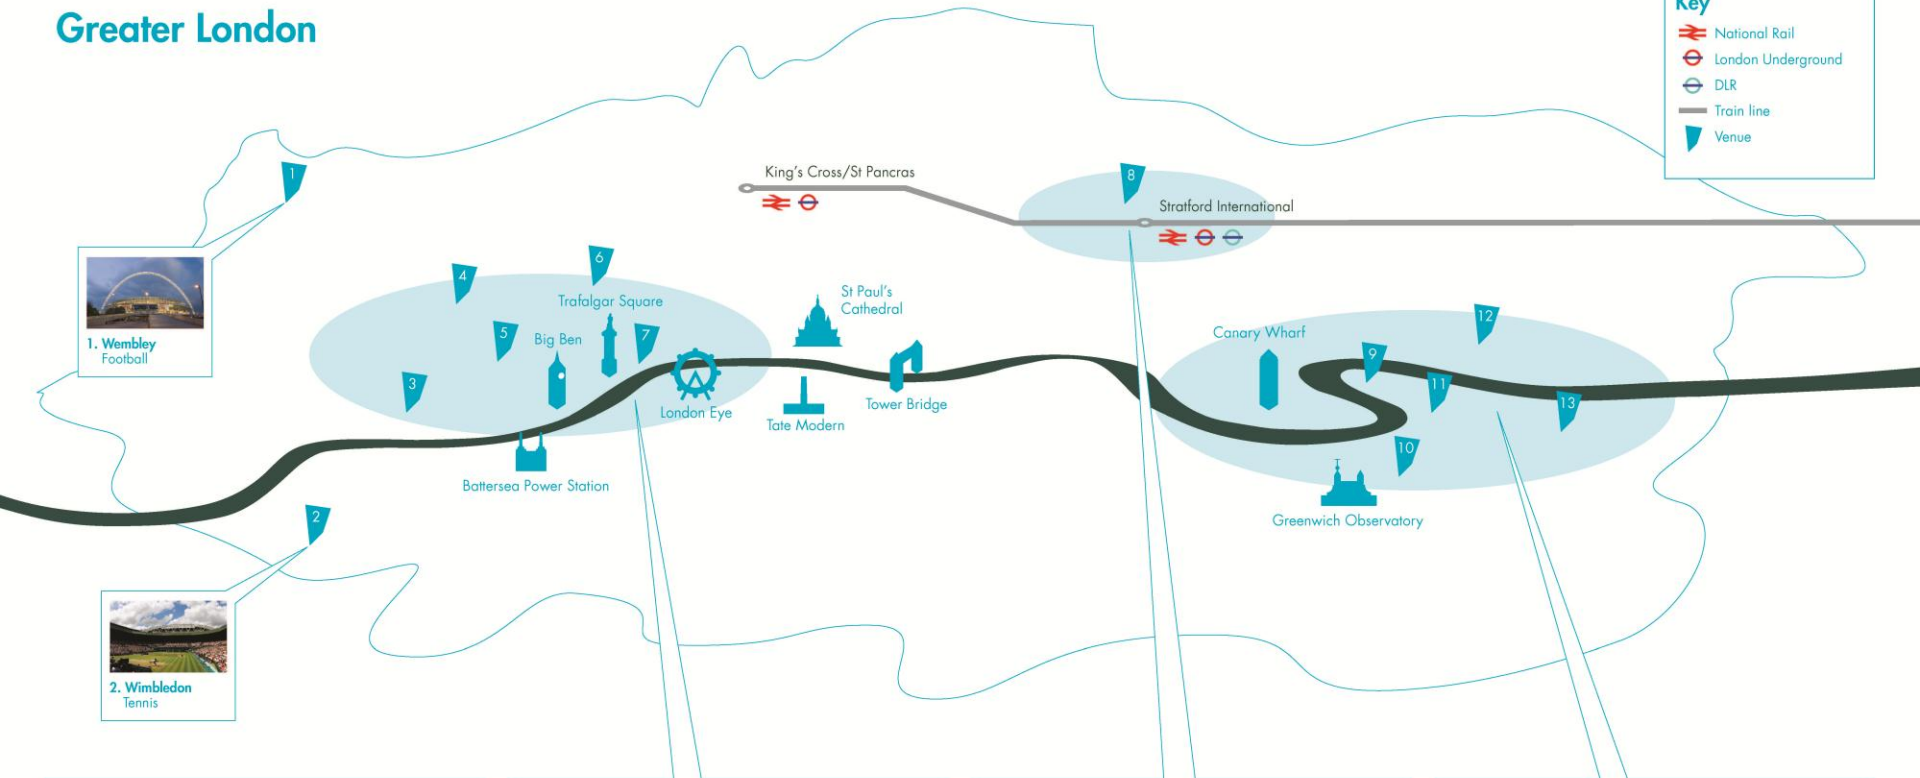 Greater London
Key
National Rail
London Underground
DLR
Train line
Venue
1
King's Cross/St Pancras
8
Stratford International
1. Wembley
Football
4
6
Trafalgar Square
5
Big Ben
7
3
London Eye
St Paul's
Cathedral
Tate Modern
Tower Bridge
Battersea Power Station
Canary Wharf
12
9
11
13
10
Greenwich Observatory
2
2. Wimbledon
Tennis